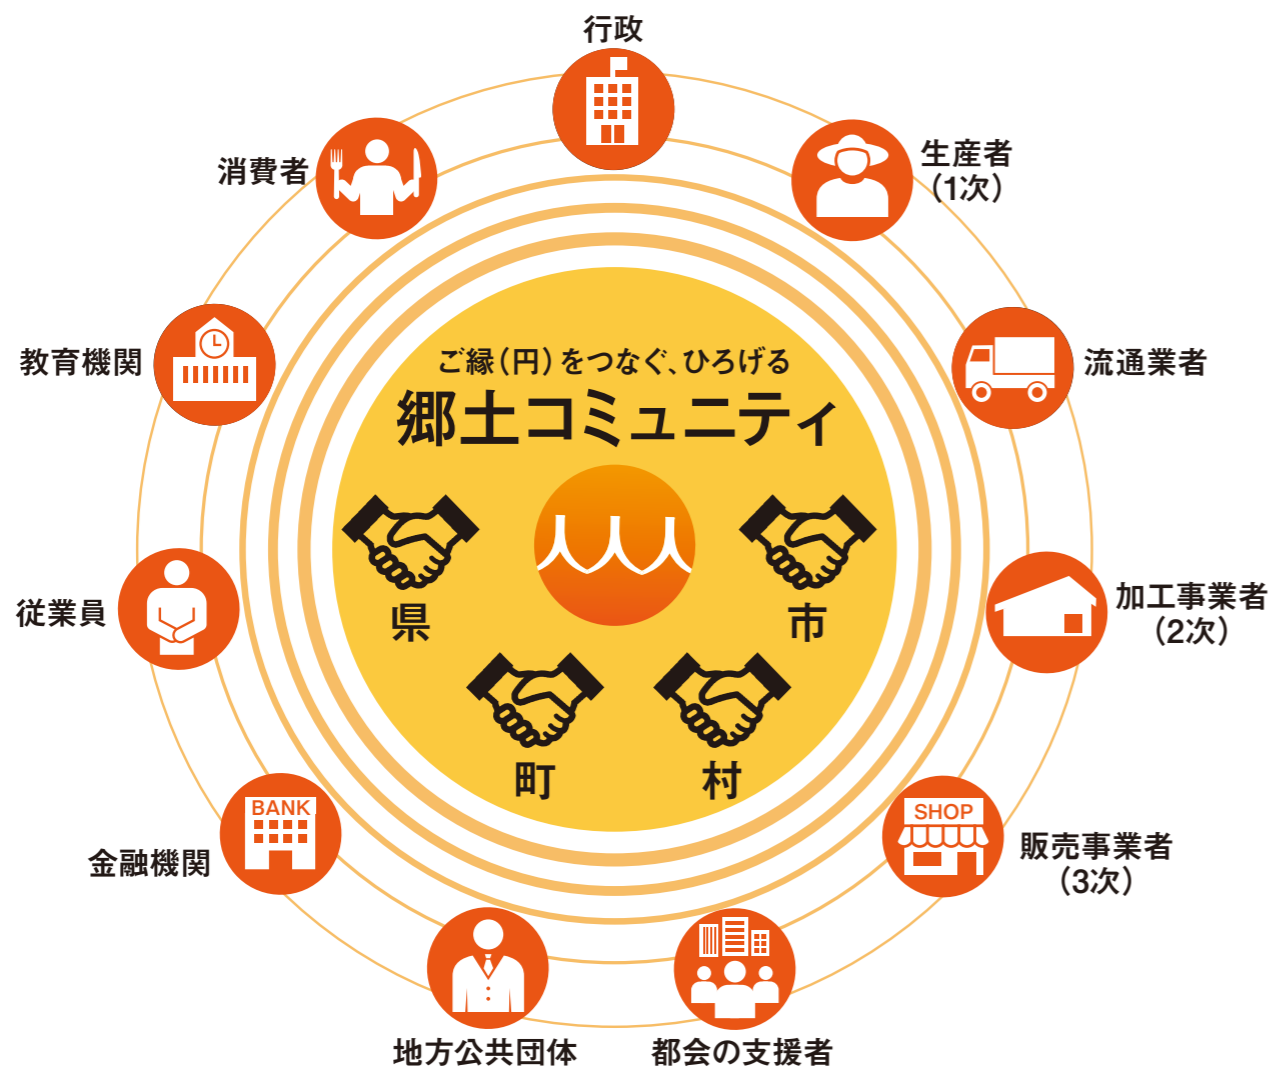 行政
生産者
（1次）
流通業者
加工事業者
（2次）
SHOP
販売事業者
（3次）
都会の支援者
地方公共団体
BANK
金融機関
従業員
教育機関
消費者
ご縁（円）をつなぐ、ひろげる
郷土コミュニティ
県
市
町
村